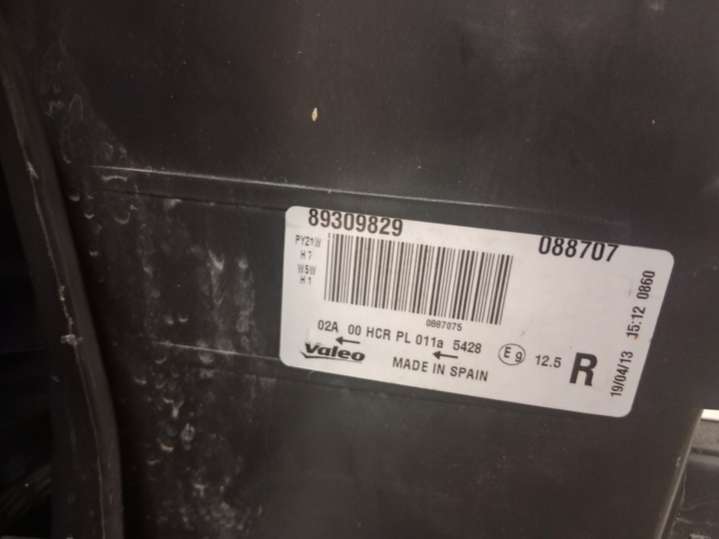 89309829 088707
PY21W
H7
W5W
H1
0887075
02A 00 HCR PL 011a 5428
Valeo MADE IN SPAIN E9 12.5 R
19/04/13 15:12 0860